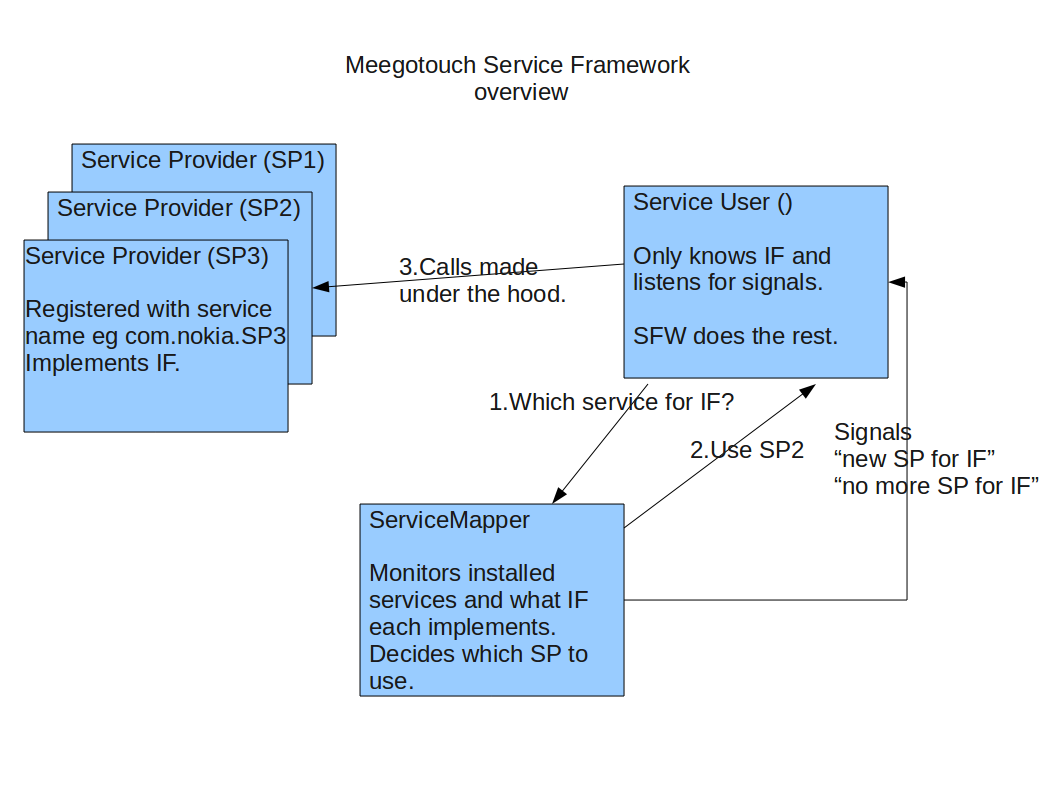 Meegotouch Service Framework
overview
Service Provider (SP1)
Service Provider (SP2)
Service Provider (SP3)
Registered with service
name eg com.nokia.SP3
Implements IF.
3.Calls made
under the hood.
Service User ()
Only knows IF and
listens for signals.
SFW does the rest.
1.Which service for IF?
2.Use SP2
Signals
“new SP for IF”
“no more SP for IF”
ServiceMapper
Monitors installed
services and what IF
each implements.
Decides which SP to
use.